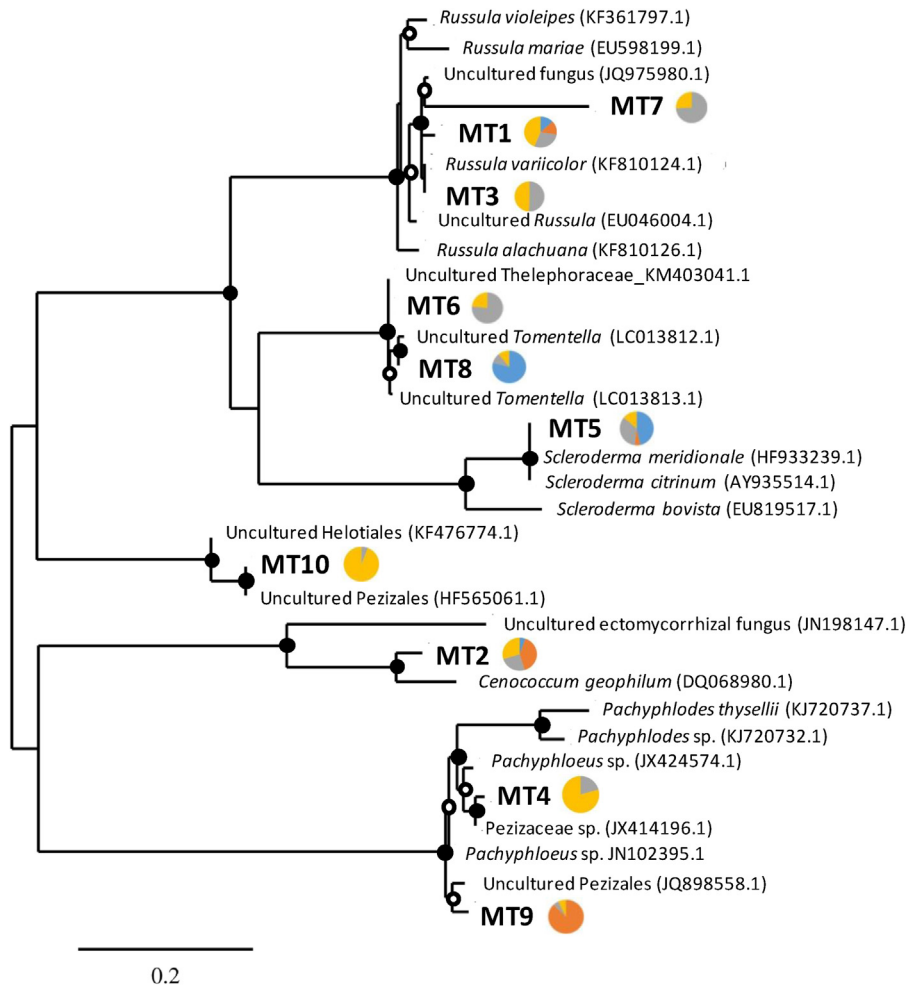 Russula violeipes (KF361797.1)
Russula mariae (EU598199.1)
Uncultured fungus (JQ975980.1)
MT7
MT1
Russula variicolor (KF810124.1)
MT3
Uncultured Russula (EU046004.1)
Russula alachuana (KF810126.1)
Uncultured Thelephoraceae_KM403041.1
MT6
Uncultured Tomentella (LC013812.1)
MT8
Uncultured Tomentella (LC013813.1)
MT5
Scleroderma meridionale (HF933239.1)
Scleroderma citrinum (AY935514.1)
Scleroderma bovista (EU819517.1)
Uncultured Helotiales (KF476774.1)
MT10
Uncultured Pezizales (HF565061.1)
Uncultured ectomycorrhizal fungus (JN198147.1)
MT2
Cenococcum geophilum (DQ068980.1)
Pachyphlodes thysellii (KJ720737.1)
Pachyphlodes sp. (KJ720732.1)
Pachyphloeus sp. (JX424574.1)
MT4
Pezizaceae sp. (JX414196.1)
Pachyphloeus sp. JN102395.1
Uncultured Pezizales (JQ898558.1)
MT9
0.2